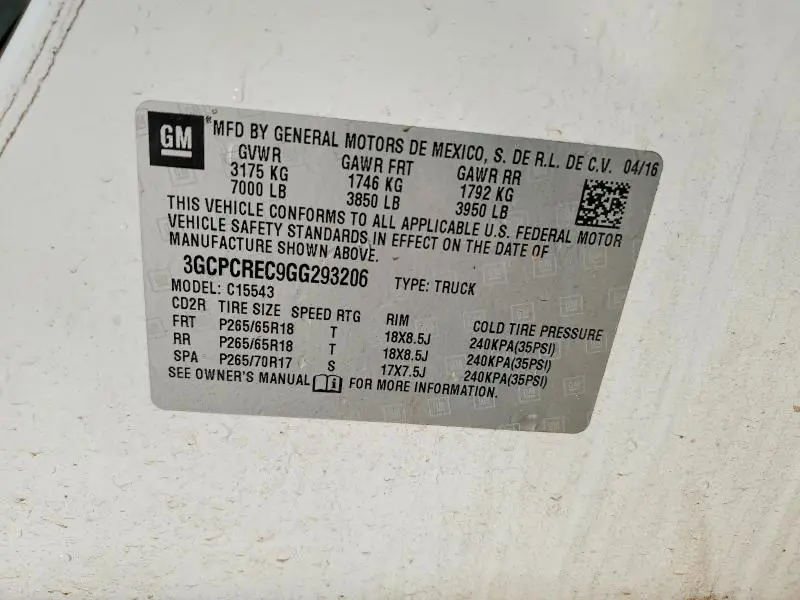 GM
*MFD BY GENERAL MOTORS DE MEXICO, S. DE R.L. DE C.V. 04/16
GVWR GAWR FRT GAWR RR
3175 KG 1746 KG 1792 KG
7000 LB 3850 LB 3950 LB
THIS VEHICLE CONFORMS TO ALL APPLICABLE U.S. FEDERAL MOTOR
VEHICLE SAFETY STANDARDS IN EFFECT ON THE DATE OF
MANUFACTURE SHOWN ABOVE.
3GCPCREC9GG293206 TYPE: TRUCK
MODEL: C15543
CD2R TIRE SIZE SPEED RTG RIM COLD TIRE PRESSURE
FRT P265/65R18 T 18X8.5J 240KPA(35PSI)
RR P265/65R18 T 18X8.5J 240KPA(35PSI)
SPA P265/70R17 S 17X7.5J 240KPA(35PSI)
SEE OWNER'S MANUAL FOR MORE INFORMATION.